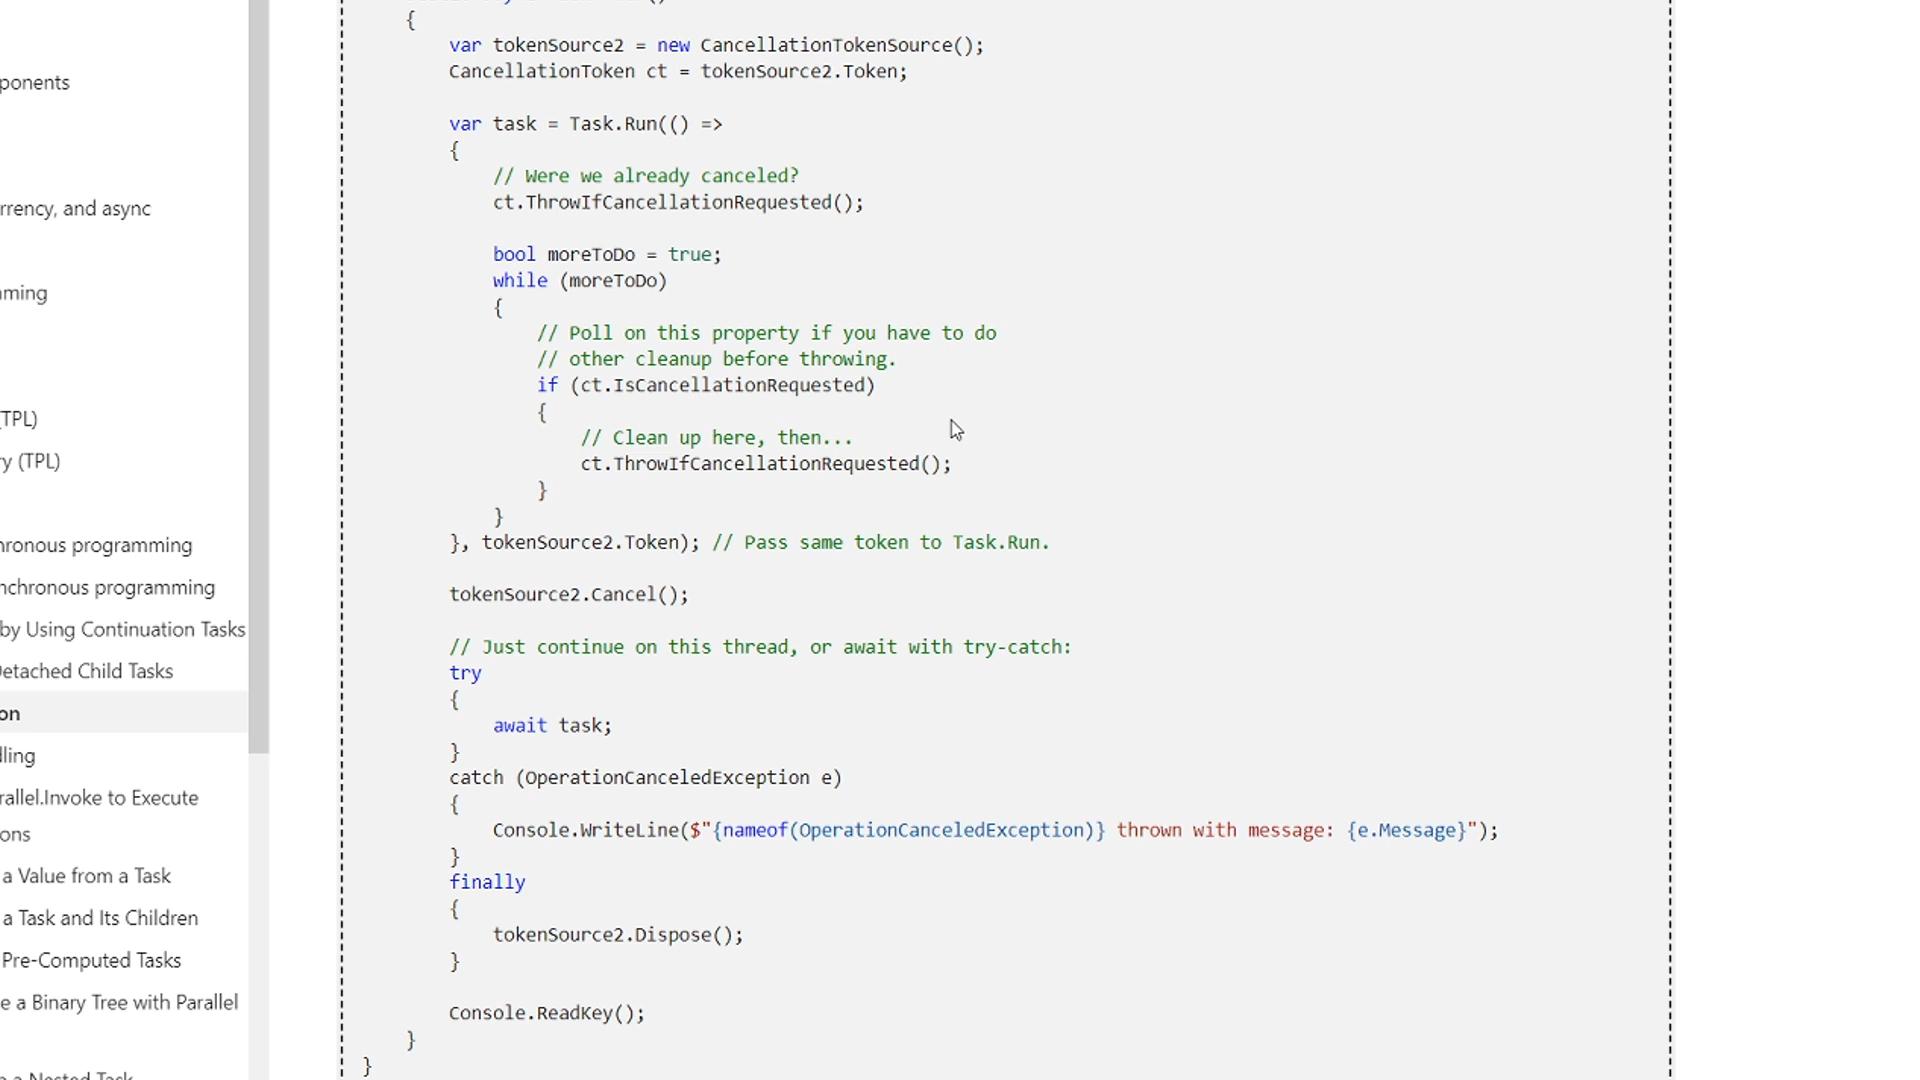 ponents
rrency, and async
ming
(TPL)
ry (TPL)
hronous programming
nchronous programming
by Using Continuation Tasks
Detached Child Tasks
on
dling
rallel.Invoke to Execute
ons
a Value from a Task
a Task and Its Children
Pre-Computed Tasks
e a Binary Tree with Parallel
a Nested Task
{
var tokenSource2 = new CancellationTokenSource();
CancellationToken ct = tokenSource2.Token;
var task = Task.Run(() =>
{
// Were we already canceled?
ct.ThrowIfCancellationRequested();
bool moreToDo = true;
while (moreToDo)
{
// Poll on this property if you have to do
// other cleanup before throwing.
if (ct.IsCancellationRequested)
{
// Clean up here, then...
ct.ThrowIfCancellationRequested();
}
}
}, tokenSource2.Token); // Pass same token to Task.Run.
tokenSource2.Cancel();
// Just continue on this thread, or await with try-catch:
try
{
await task;
}
catch (OperationCanceledException e)
{
Console.WriteLine($"{nameof(OperationCanceledException)} thrown with message: {e.Message}");
}
finally
{
tokenSource2.Dispose();
}
Console.ReadKey();
}
}